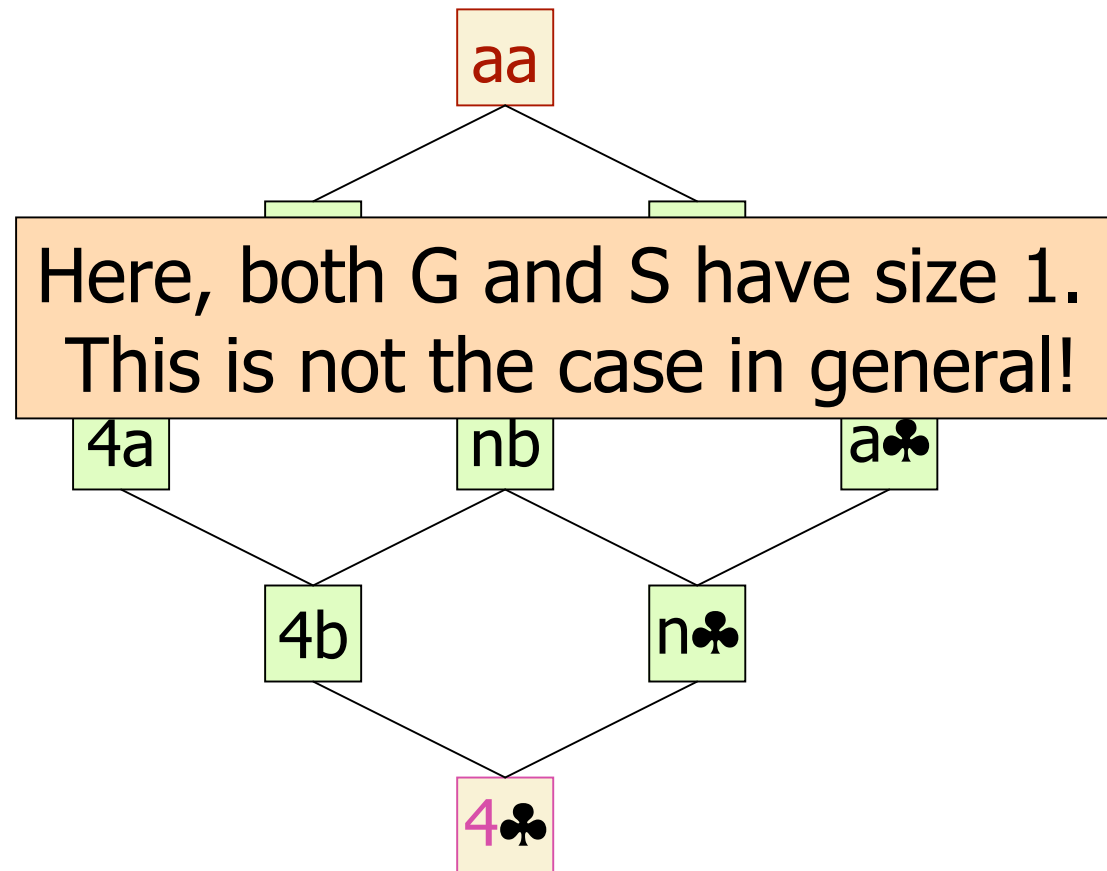 aa
Here, both G and S have size 1.
This is not the case in general!
4a nb a♣
4b n♣
4♣